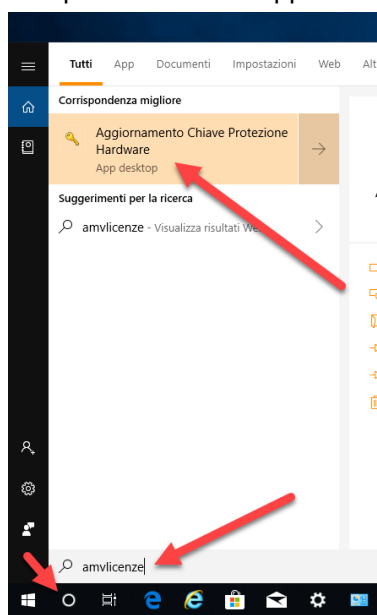 Tutti App Documenti Impostazioni Web Alt
Corrispondenza migliore
Aggiornamento Chiave Protezione
Hardware
App desktop
Suggerimenti per la ricerca
amvlicenze - Visualizza risultati
amvlicenze